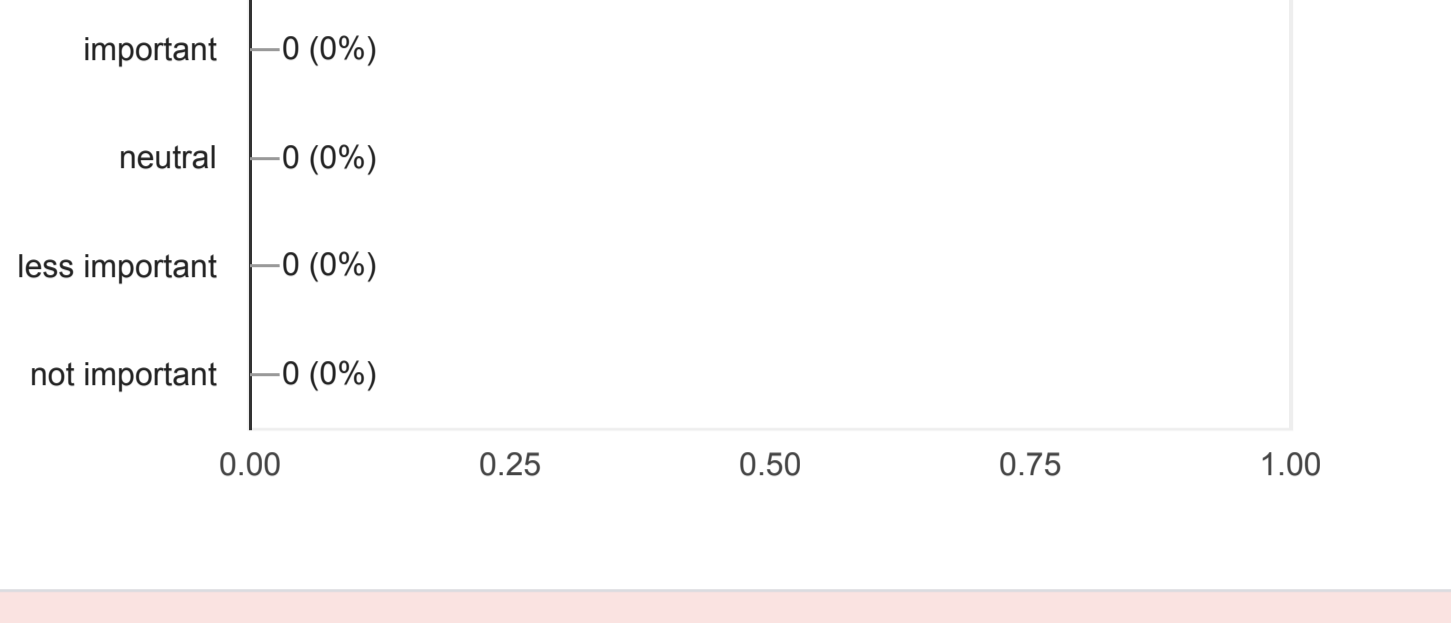 important 0 (0%)
neutral 0 (0%)
less important 0 (0%)
not important 0 (0%)
0.00 0.25 0.50 0.75 1.00